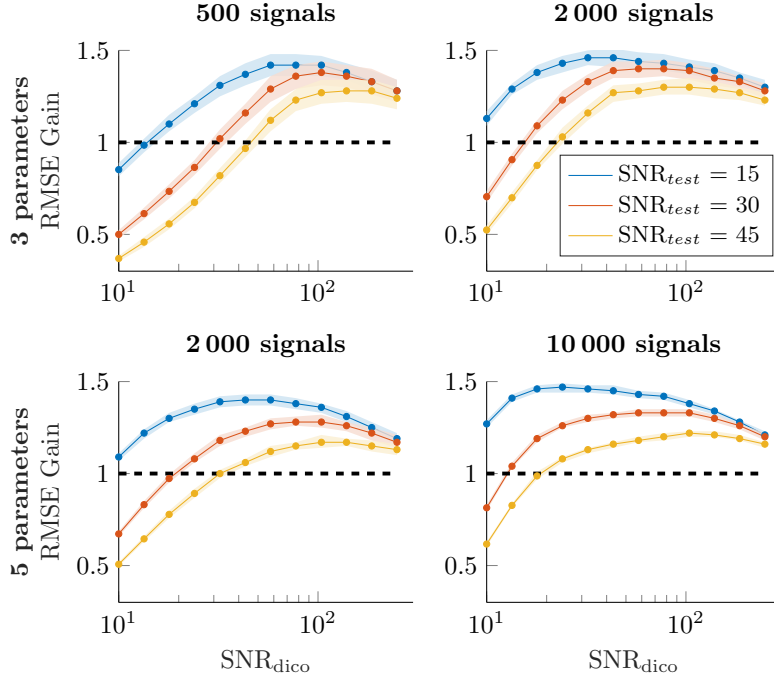 500 signals
2 000 signals
3 parameters
RMSE Gain
1.5
1
0.5
10^1
10^2
1.5
1
0.5
10^1
10^2
SNR_test = 15
SNR_test = 30
SNR_test = 45
2 000 signals
10 000 signals
5 parameters
RMSE Gain
1.5
1
0.5
10^1
10^2
1.5
1
0.5
10^1
10^2
SNR_dico
SNR_dico